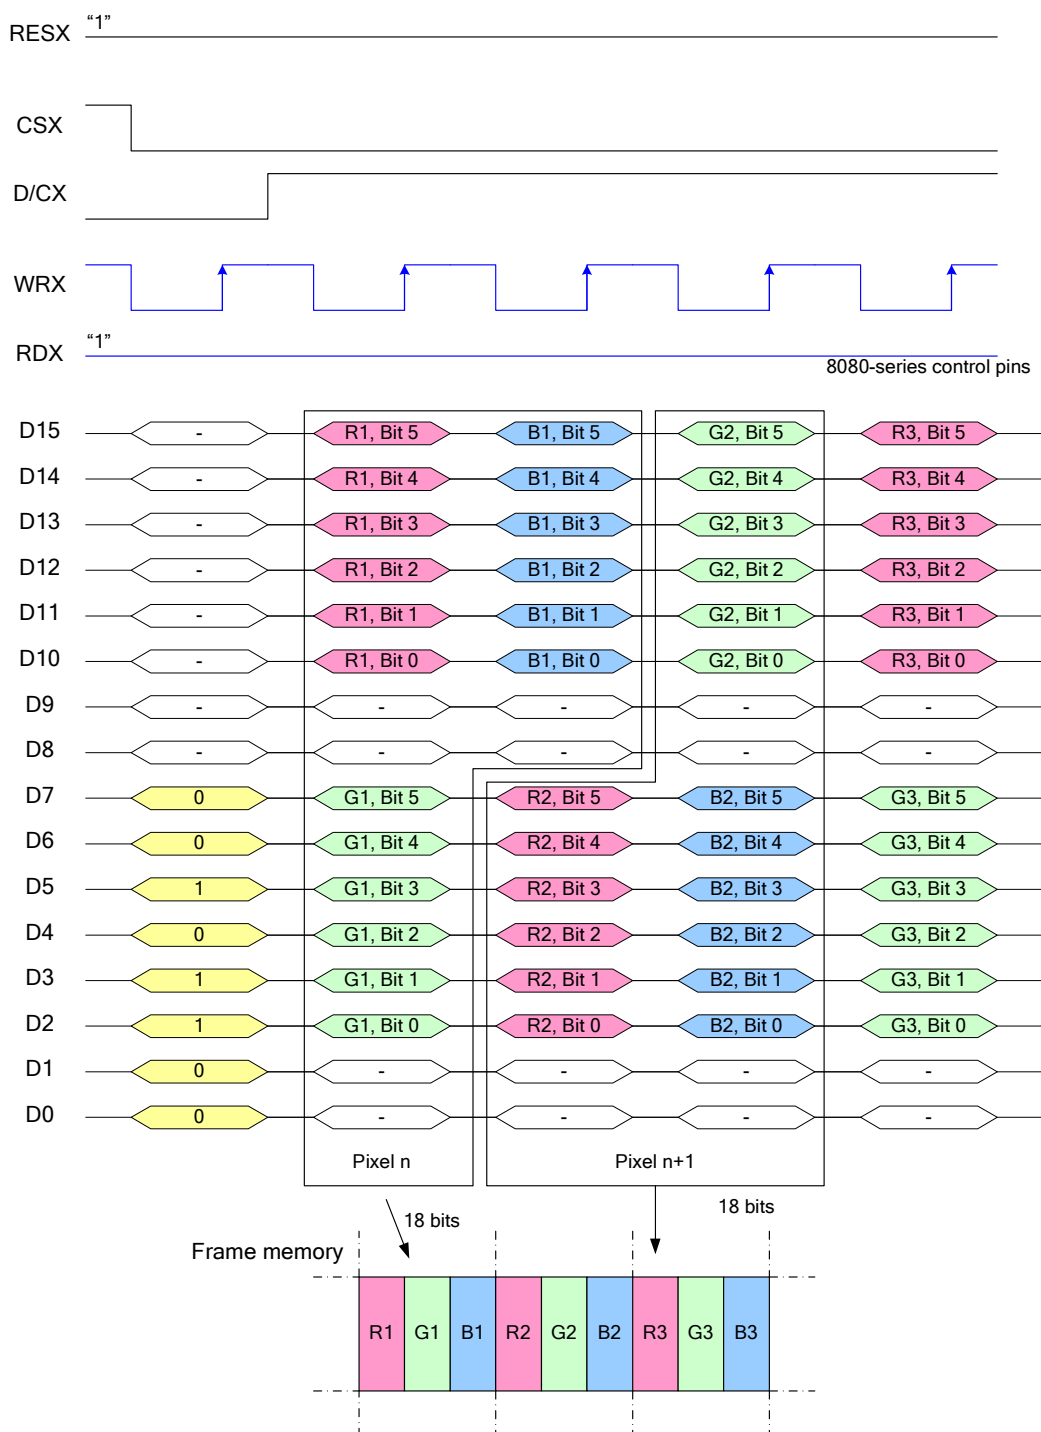 RESX "1"
CSX
D/CX
WRX
RDX "1"
8080-series control pins
D15 - R1, Bit 5 B1, Bit 5 G2, Bit 5 R3, Bit 5
D14 - R1, Bit 4 B1, Bit 4 G2, Bit 4 R3, Bit 4
D13 - R1, Bit 3 B1, Bit 3 G2, Bit 3 R3, Bit 3
D12 - R1, Bit 2 B1, Bit 2 G2, Bit 2 R3, Bit 2
D11 - R1, Bit 1 B1, Bit 1 G2, Bit 1 R3, Bit 1
D10 - R1, Bit 0 B1, Bit 0 G2, Bit 0 R3, Bit 0
D9 - - - - -
D8 - - - - -
D7 0 G1, Bit 5 R2, Bit 5 B2, Bit 5 G3, Bit 5
D6 0 G1, Bit 4 R2, Bit 4 B2, Bit 4 G3, Bit 4
D5 1 G1, Bit 3 R2, Bit 3 B2, Bit 3 G3, Bit 3
D4 0 G1, Bit 2 R2, Bit 2 B2, Bit 2 G3, Bit 2
D3 1 G1, Bit 1 R2, Bit 1 B2, Bit 1 G3, Bit 1
D2 1 G1, Bit 0 R2, Bit 0 B2, Bit 0 G3, Bit 0
D1 0 - - - -
D0 0 - - - -
Pixel n Pixel n+1
18 bits 18 bits
Frame memory
R1 G1 B1 R2 G2 B2 R3 G3 B3